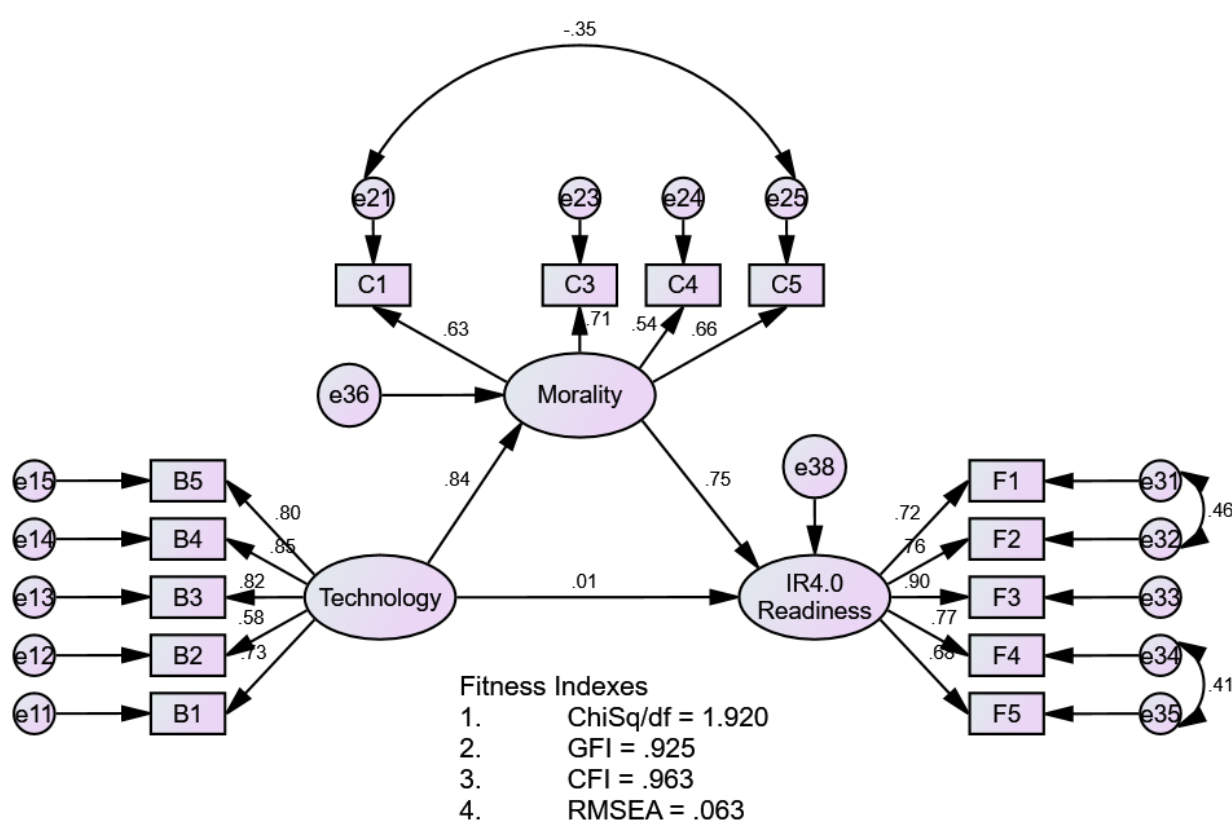 -.35
e21
e23
e24
e25
C1
C3
C4
C5
.63
.71
.54
.66
e36
Morality
.84
.75
e38
e15
B5
.80
e14
B4
.85
e13
B3
.82
e12
B2
.58
e11
B1
.73
Technology
.01
IR4.0
Readiness
.72
F1
e31
.46
.76
F2
e32
.90
F3
e33
.77
F4
e34
.41
.68
F5
e35
Fitness Indexes
1. ChiSq/df = 1.920
2. GFI = .925
3. CFI = .963
4. RMSEA = .063